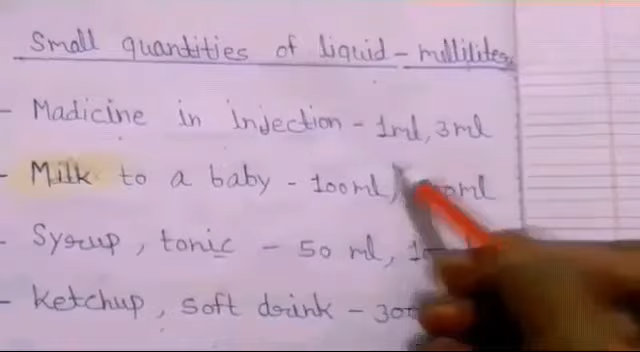 Small quantities of liquid - milliliters
- Madicine in injection - 1ml, 3ml
- Milk to a baby - 100ml,
- Syrup, tonic - 50 ml,
- Ketchup, soft drink -